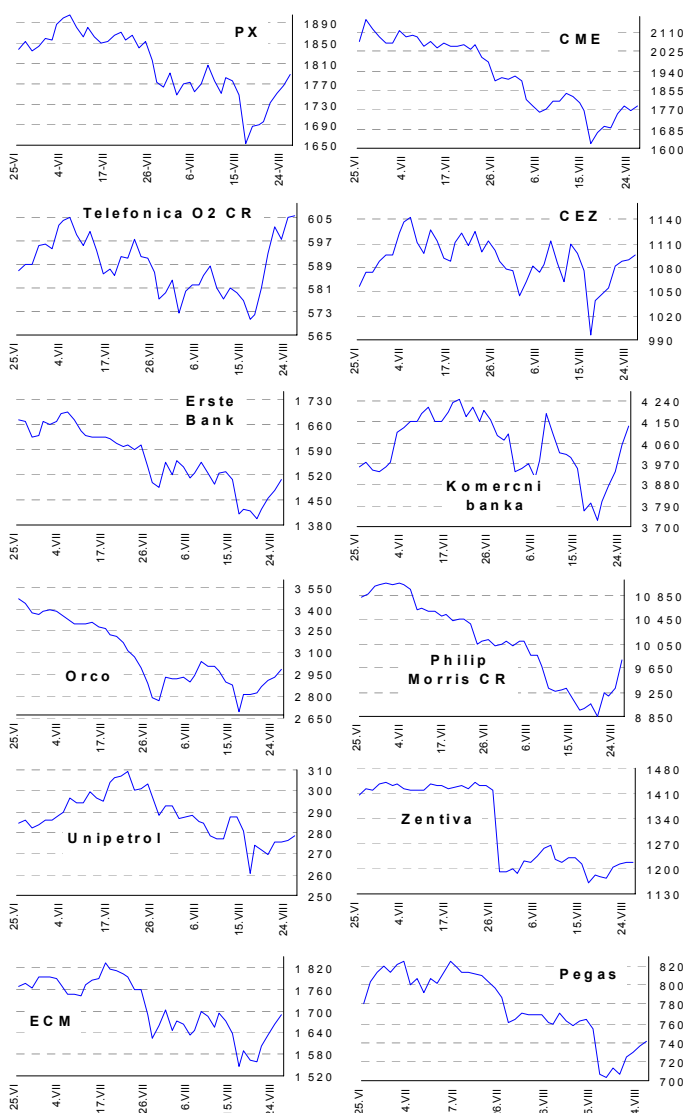 PX
1890
1850
1810
1770
1730
1690
1650
25-VI
4-VII
17-VII
26-VII
6-VIII
15-VIII
24-VIII
CME
2110
2025
1940
1855
1770
1685
1600
25.VI
4.VII
17.VII
26.VII
6.VIII
15.VIII
24.VIII
Telefonica O2 CR
605
597
589
581
573
565
25.VI
4.VII
17.VII
26.VII
6.VIII
15.VIII
24.VIII
CEZ
1140
1110
1080
1050
1020
990
25.VI
4.VII
17.VII
26.VII
6.VIII
15.VIII
24.VIII
Erste
Bank
1 730
1 660
1 590
1 520
1 450
1 380
25.VI
4.VII
17.VII
26.VII
6.VIII
15.VIII
24.VIII
Komercni
banka
4 240
4 150
4 060
3 970
3 880
3 790
3 700
25.VI
4.VII
17.VII
26.VII
6.VIII
15.VIII
24.VIII
Orco
3 550
3 400
3 250
3 100
2 950
2 800
2 650
25.VI
4.VII
17.VII
26.VII
6.VIII
15.VIII
24.VIII
Philip
Morris CR
10 850
10 450
10 050
9 650
9 250
8 850
25.VI
4.VII
17.VII
26.VII
6.VIII
15.VIII
24.VIII
Unipetrol
310
300
290
280
270
260
250
25.VI
4.VII
17.VII
26.VII
6.VIII
15.VIII
24.VIII
Zentiva
1480
1410
1340
1270
1200
1130
25.VI
4.VII
17.VII
26.VII
6.VIII
15.VIII
24.VIII
ECM
1 820
1 760
1 700
1 640
1 580
1 520
25.VI
4.VII
17.VII
26.VII
6.VIII
15.VIII
24.VIII
Pegas
820
800
780
760
740
720
700
25.VI
4.VII
7.VII
26.VII
6.VIII
5.VIII
4.VIII